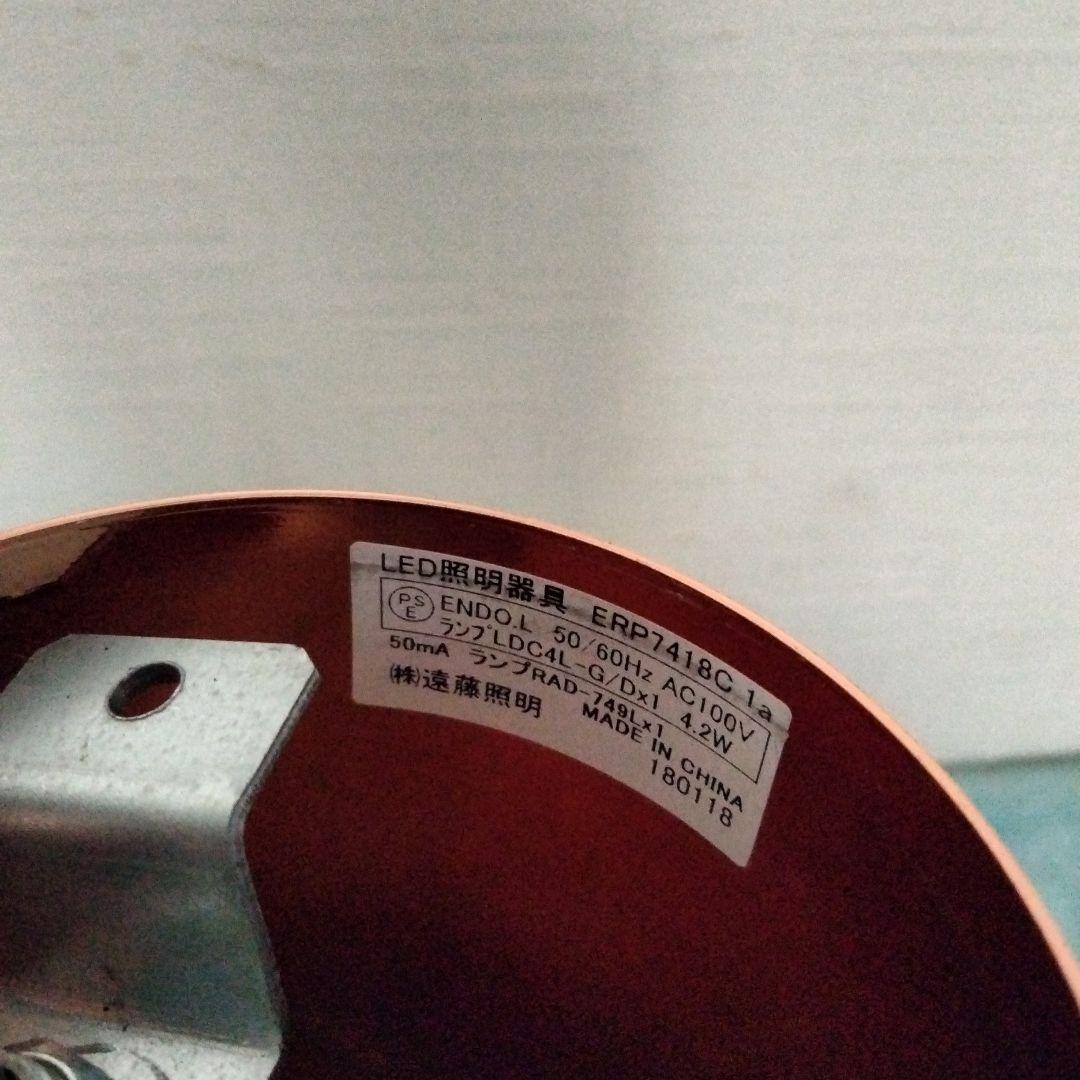 LED照明器具 ERP7418C 1a
PSE ENDO.L 50/60Hz AC100V
ランプLDC4L-G/Dx1 4.2W
50mA ランプRAD-749Lx1
(株)遠藤照明 MADE IN CHINA
180118